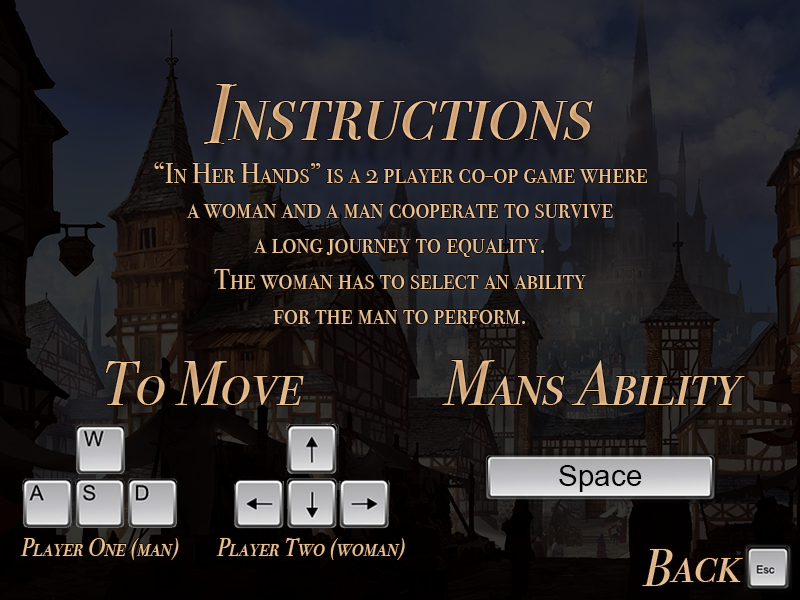 Instructions
“In Her Hands” is a 2 player co-op game where
a woman and a man cooperate to survive
a long journey to equality.
The woman has to select an ability
for the man to perform.
To Move
Mans Ability
W
↑
A S D
← ↓ →
Space
Player One (man)
Player Two (woman)
Back Esc